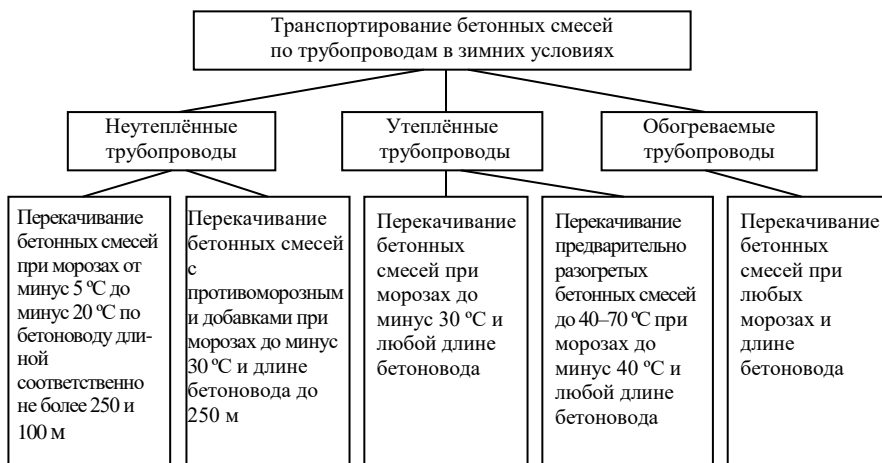 Транспортирование бетонных смесей
по трубопроводам в зимних условиях
Неутеплённые
трубопроводы
Утеплённые
трубопроводы
Обогреваемые
трубопроводы
Перекачивание
бетонных смесей
при морозах от
минус 5 ºС до
минус 20 ºС по
бетоноводу дли-
ной
соответственно
не более 250 и
100 м
Перекачивание
бетонных смесей
с
противоморозным
и добавками при
морозах до минус
30 ºС и длине
бетоновода до
250 м
Перекачивание
бетонных
смесей при
морозах до
минус 30 ºС и
любой длине
бетоновода
Перекачивание
предварительно
разогретых
бетонных смесей
до 40–70 ºС при
морозах до
минус 40 ºС и
любой длине
бетоновода
Перекачивание
бетонных
смесей при
любых
морозах и
длине
бетоновода